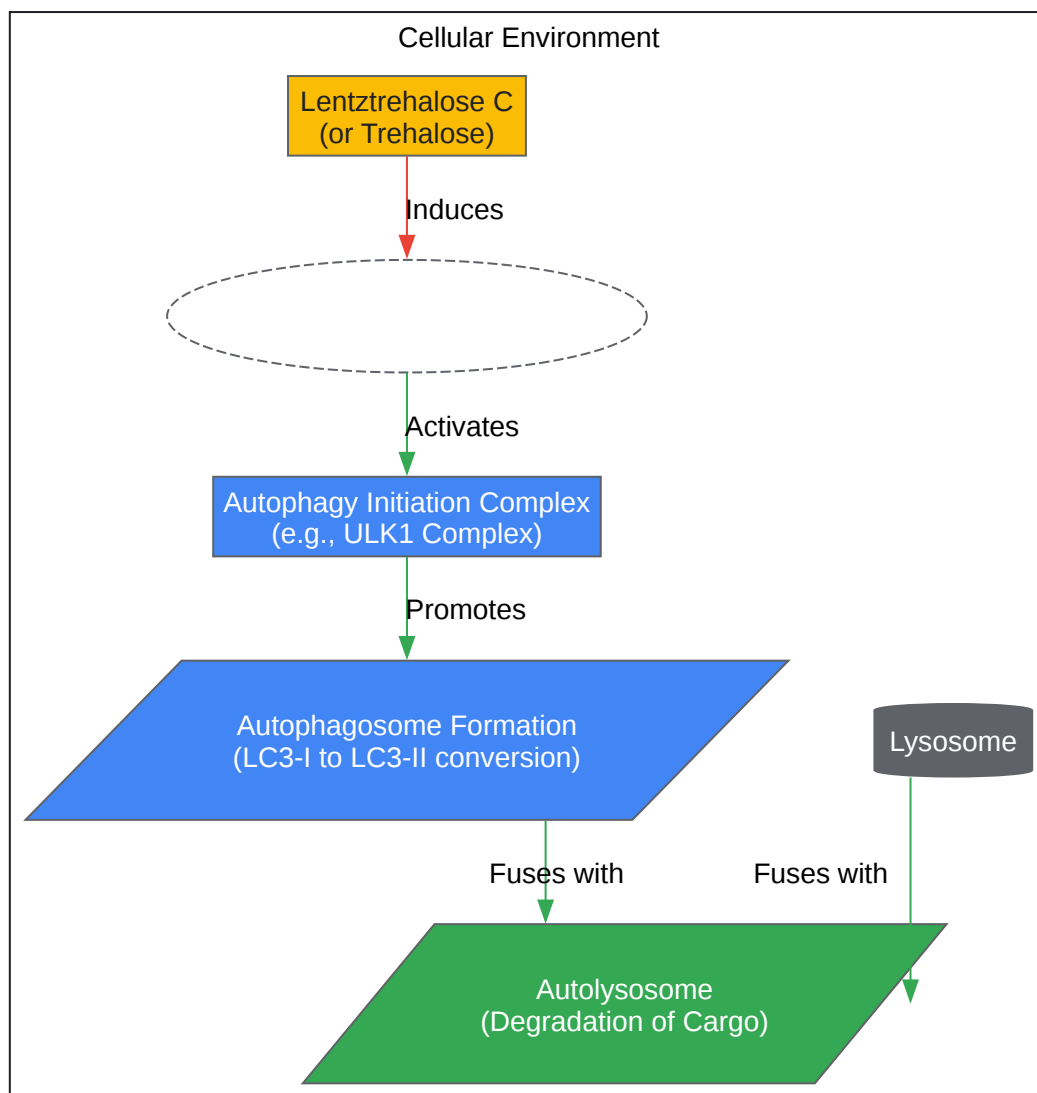 Cellular Environment
Lentztrehalose C
(or Trehalose)
Induces
Activates
Autophagy Initiation Complex
(e.g., ULK1 Complex)
Promotes
Autophagosome Formation
(LC3-I to LC3-II conversion)
Lysosome
Fuses with
Fuses with
Autolysosome
(Degradation of Cargo)